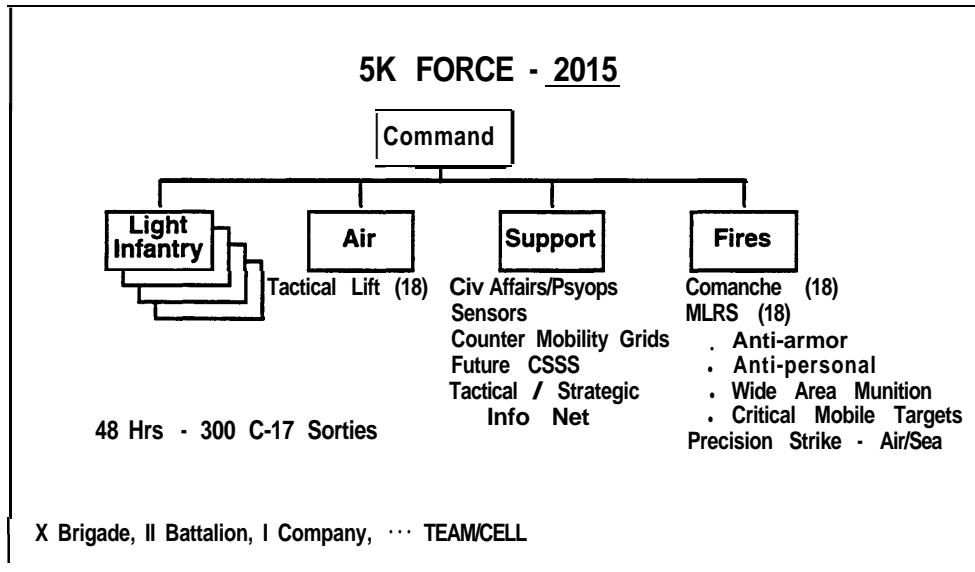 5K FORCE - 2015
Command
Light
Infantry
Air
Support
Fires
Tactical Lift (18)
Civ Affairs/Psyops
Sensors
Counter Mobility Grids
Future CSSS
Tactical / Strategic
Info Net
Comanche (18)
MLRS (18)
. Anti-armor
• Anti-personal
• Wide Area Munition
• Critical Mobile Targets
Precision Strike - Air/Sea
48 Hrs - 300 C-17 Sorties
X Brigade, II Battalion, I Company, ··· TEAM/CELL